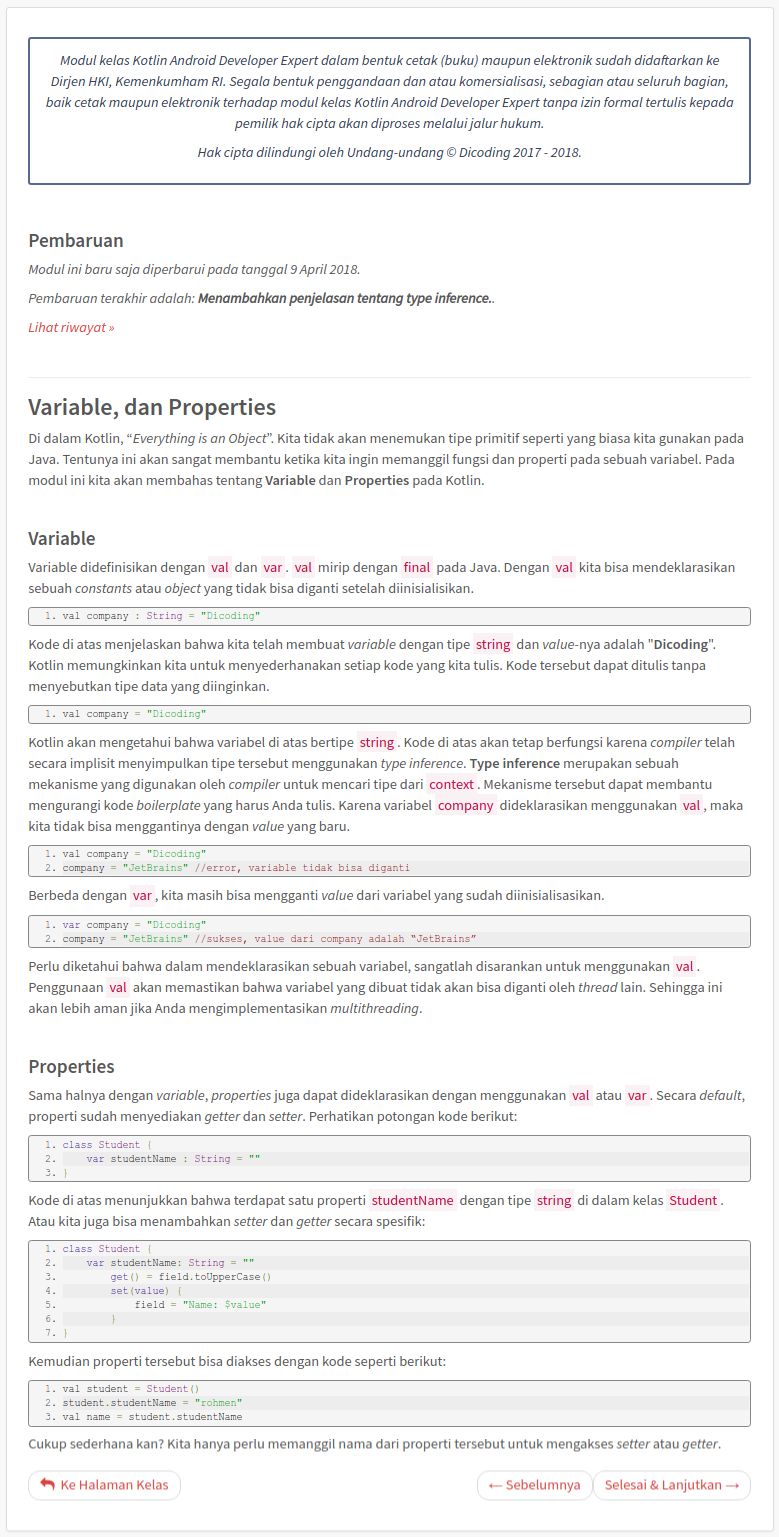 Modul kelas Kotlin Android Developer Expert dalam bentuk cetak (buku) maupun elektronik sudah didaftarkan ke
Dirjen HKI, Kemenkumham RI. Segala bentuk penggandaan dan atau komersialisasi, sebagian atau seluruh bagian,
baik cetak maupun elektronik terhadap modul kelas Kotlin Android Developer Expert tanpa izin formal tertulis kepada
pemilik hak cipta akan diproses melalui jalur hukum.
Hak cipta dilindungi oleh Undang-undang © Dicoding 2017 - 2018.
Pembaruan
Modul ini baru saja diperbarui pada tanggal 9 April 2018.
Pembaruan terakhir adalah: Menambahkan penjelasan tentang type inference..
Lihat riwayat »
Variable, dan Properties
Di dalam Kotlin, “Everything is an Object”. Kita tidak akan menemukan tipe primitif seperti yang biasa kita gunakan pada
Java. Tentunya ini akan sangat membantu ketika kita ingin memanggil fungsi dan properti pada sebuah variabel. Pada
modul ini kita akan membahas tentang Variable dan Properties pada Kotlin.
Variable
Variable didefinisikan dengan val dan var. val mirip dengan final pada Java. Dengan val kita bisa mendeklarasikan
sebuah constants atau object yang tidak bisa diganti setelah diinisialisikan.
1. val company : String = "Dicoding"
Kode di atas menjelaskan bahwa kita telah membuat variable dengan tipe string dan value-nya adalah "Dicoding".
Kotlin memungkinkan kita untuk menyederhanakan setiap kode yang kita tulis. Kode tersebut dapat ditulis tanpa
menyebutkan tipe data yang diinginkan.
1. val company = "Dicoding"
Kotlin akan mengetahui bahwa variabel di atas bertipe string. Kode di atas akan tetap berfungsi karena compiler telah
secara implisit menyimpulkan tipe tersebut menggunakan type inference. Type inference merupakan sebuah
mekanisme yang digunakan oleh compiler untuk mencari tipe dari context. Mekanisme tersebut dapat membantu
mengurangi kode boilerplate yang harus Anda tulis. Karena variabel company dideklarasikan menggunakan val, maka
kita tidak bisa menggantinya dengan value yang baru.
1. val company = "Dicoding"
2. company = "JetBrains" //error, variable tidak bisa diganti
Berbeda dengan var, kita masih bisa mengganti value dari variabel yang sudah diinisialisasikan.
1. var company = "Dicoding"
2. company = "JetBrains" //sukses, value dari company adalah “JetBrains”
Perlu diketahui bahwa dalam mendeklarasikan sebuah variabel, sangatlah disarankan untuk menggunakan val.
Penggunaan val akan memastikan bahwa variabel yang dibuat tidak akan bisa diganti oleh thread lain. Sehingga ini
akan lebih aman jika Anda mengimplementasikan multithreading.
Properties
Sama halnya dengan variable, properties juga dapat dideklarasikan dengan menggunakan val atau var. Secara default,
properti sudah menyediakan getter dan setter. Perhatikan potongan kode berikut:
1. class Student {
2.     var studentName : String = ""
3. }
Kode di atas menunjukkan bahwa terdapat satu properti studentName dengan tipe string di dalam kelas Student.
Atau kita juga bisa menambahkan setter dan getter secara spesifik:
1. class Student {
2.     var studentName: String = ""
3.         get() = field.toUpperCase()
4.         set(value) {
5.             field = "Name: $value"
6.         }
7. }
Kemudian properti tersebut bisa diakses dengan kode seperti berikut:
1. val student = Student()
2. student.studentName = "rohmen"
3. val name = student.studentName
Cukup sederhana kan? Kita hanya perlu memanggil nama dari properti tersebut untuk mengakses setter atau getter.
Ke Halaman Kelas
← Sebelumnya
Selesai & Lanjutkan →